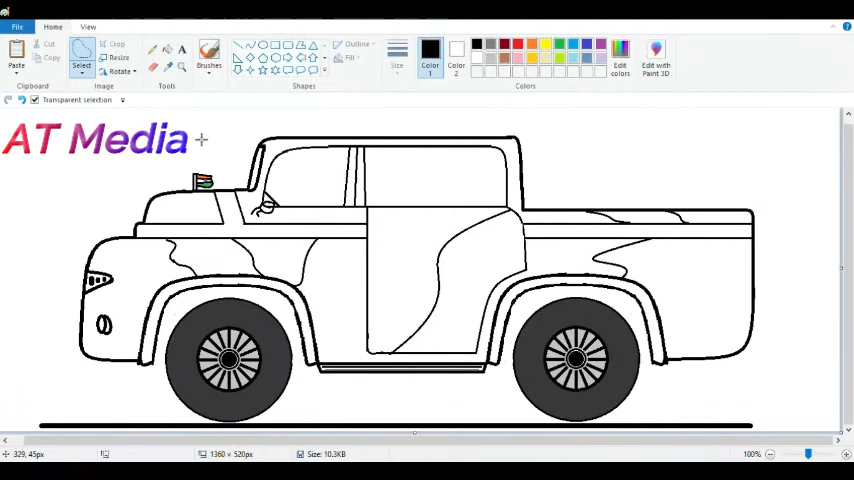 File Home View
Paste
Cut
Copy
Clipboard
Select
Crop
Resize
Rotate
Image
A
Tools
Brushes
Shapes
Outline
Fill
Size
Color 1
Color 2
Colors
Edit colors
Edit with Paint 3D
Transparent selection
AT Media
329, 45px
1360 × 520px
Size: 10.3KB
100%